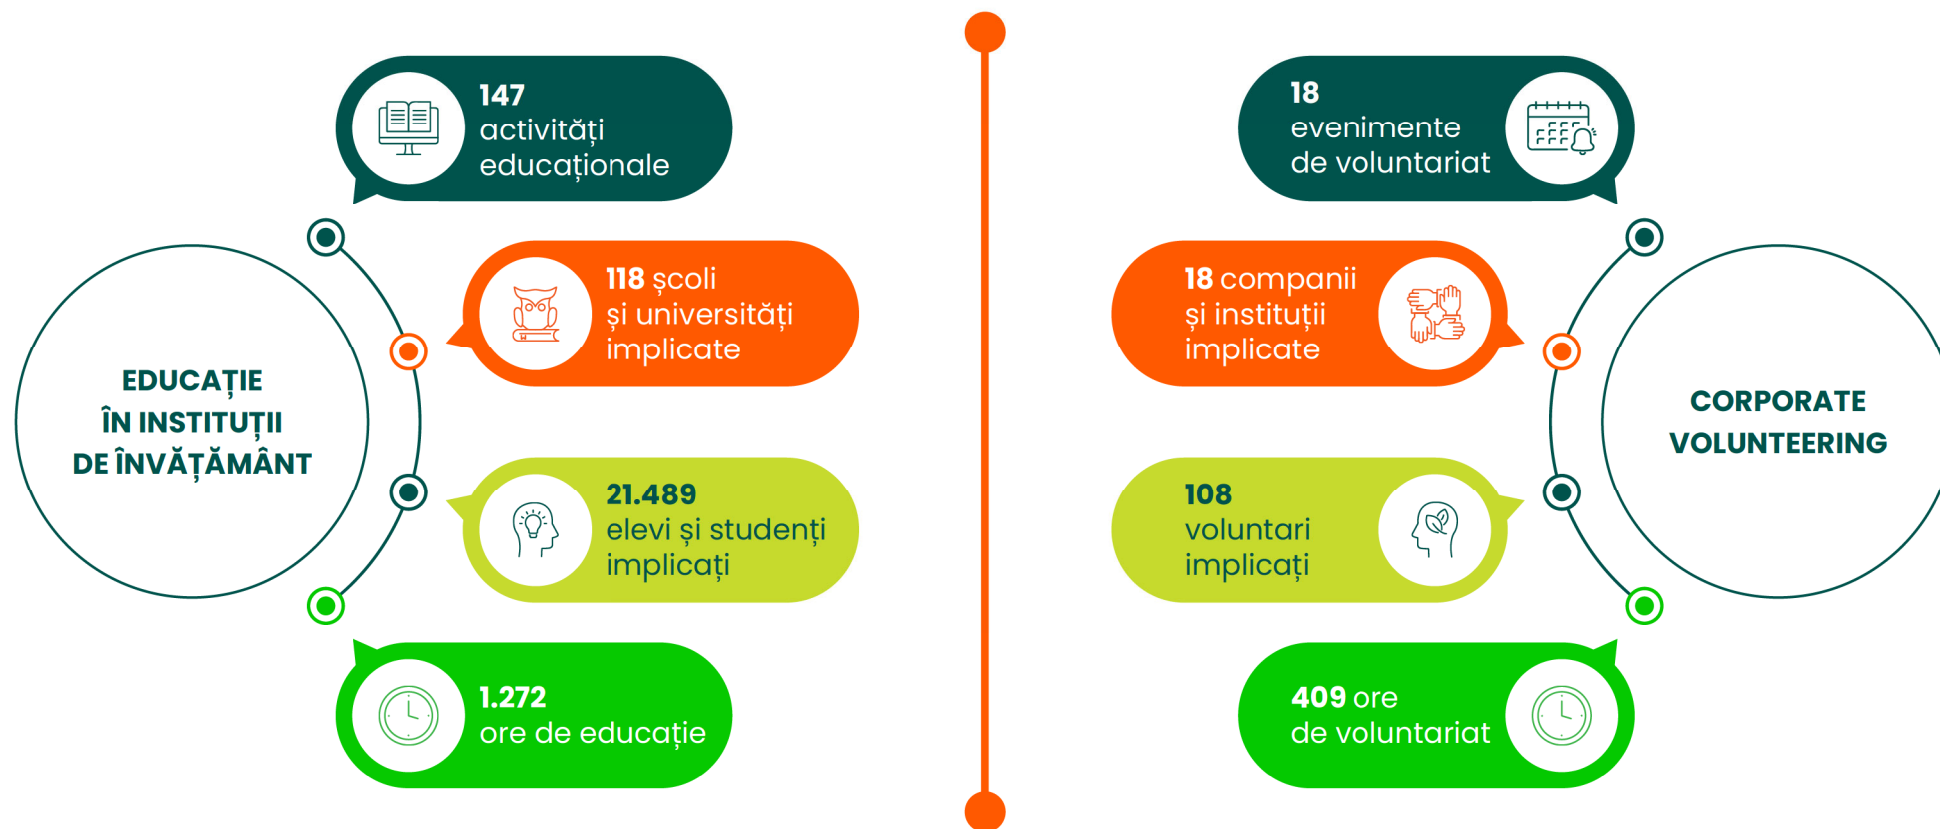 147
activități
educaționale
118 școli
și universități
implicate
EDUCAȚIE
ÎN INSTITUȚII
DE ÎNVĂȚĂMÂNT
21.489
elevi și studenți
implicați
1.272
ore de educație
18
evenimente
de voluntariat
18 companii
și instituții
implicate
CORPORATE
VOLUNTEERING
108
voluntari
implicați
409 ore
de voluntariat